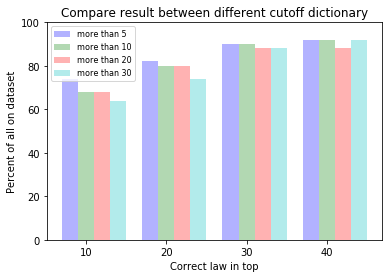 Compare result between different cutoff dictionary
100
80
60
40
20
0
Percent of all on dataset
more than 5
more than 10
more than 20
more than 30
10
20
30
40
Correct law in top